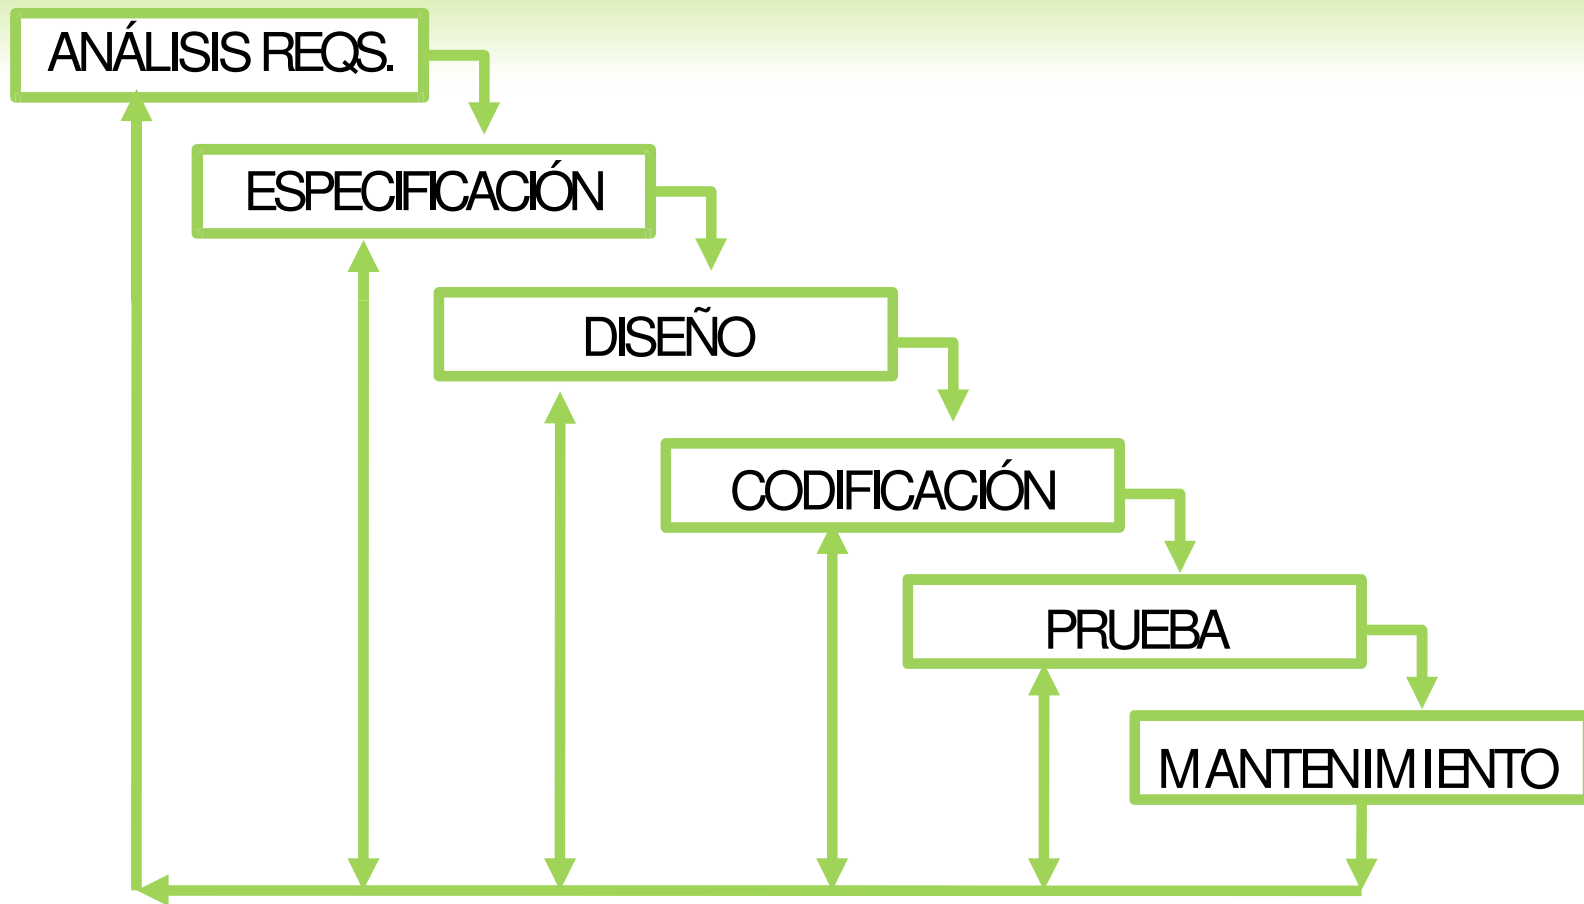 ANÁLISIS REQS.
ESPECIFICACIÓN
DISEÑO
CODIFICACIÓN
PRUEBA
MANTENIMIENTO